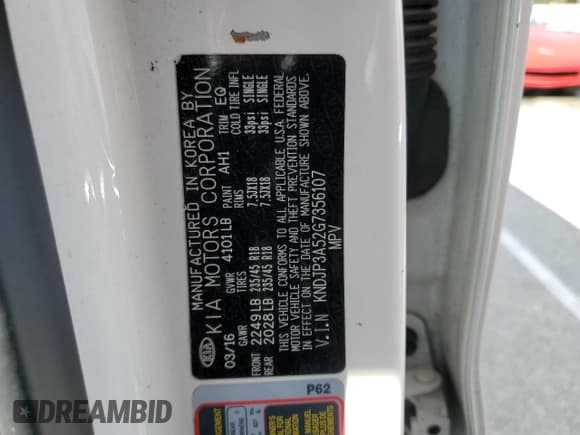 MANUFACTURED IN KOREA BY
KIA KIA MOTORS CORPORATION
03/16 GVWR 4101LB PAINT AH1 TRIM EQ
GAWR TIRES COLD TIRE INFL
FRONT 2249LB 235/45 R18 7.5JX18 33psi SINGLE
REAR 2028LB 235/45 R18 7.5JX18 33psi SINGLE
THIS VEHICLE CONFORMS TO ALL APPLICABLE U.S.A. FEDERAL
MOTOR VEHICLE SAFETY AND THEFT PREVENTION STANDARDS
IN EFFECT ON THE DATE OF MANUFACTURE SHOWN ABOVE.
V.I.N KNDJP3A52G7356107
MPV
P62
DREAMBID